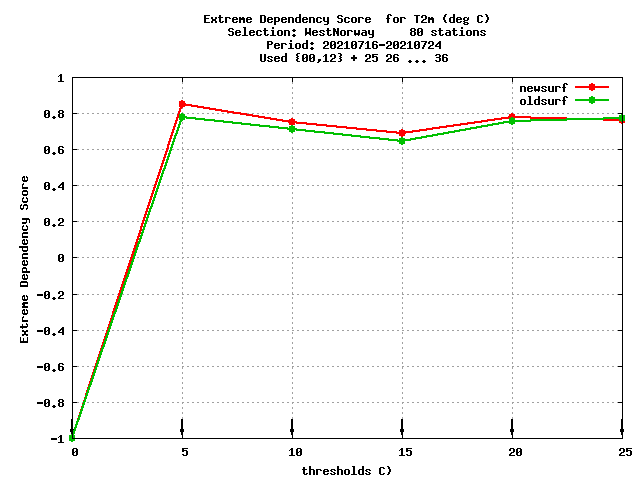 Extreme Dependency Score  for T2m (deg C)
Selection: WestNorway     80 stations
Period: 20210716-20210724
Used {00,12} + 25 26 ... 36
newsurf
oldsurf
1
0.8
0.6
0.4
0.2
0
-0.2
-0.4
-0.6
-0.8
-1
Extreme Dependency Score
0 5 10 15 20 25
thresholds C)